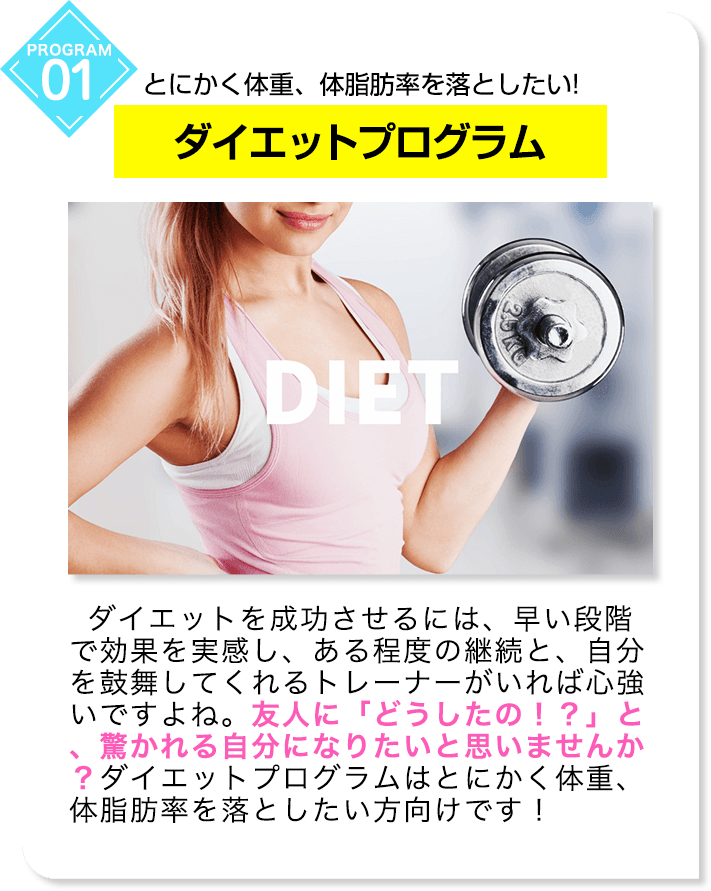 PROGRAM
01
とにかく体重、体脂肪率を落としたい!
ダイエットプログラム
2.5KG
DIET
ダイエットを成功させるには、早い段階
で効果を実感し、ある程度の継続と、自分
を鼓舞してくれるトレーナーがいれば心強
いですよね。友人に「どうしたの！？」と
、驚かれる自分になりたいと思いませんか
？ダイエットプログラムはとにかく体重、
体脂肪率を落としたい方向けです！